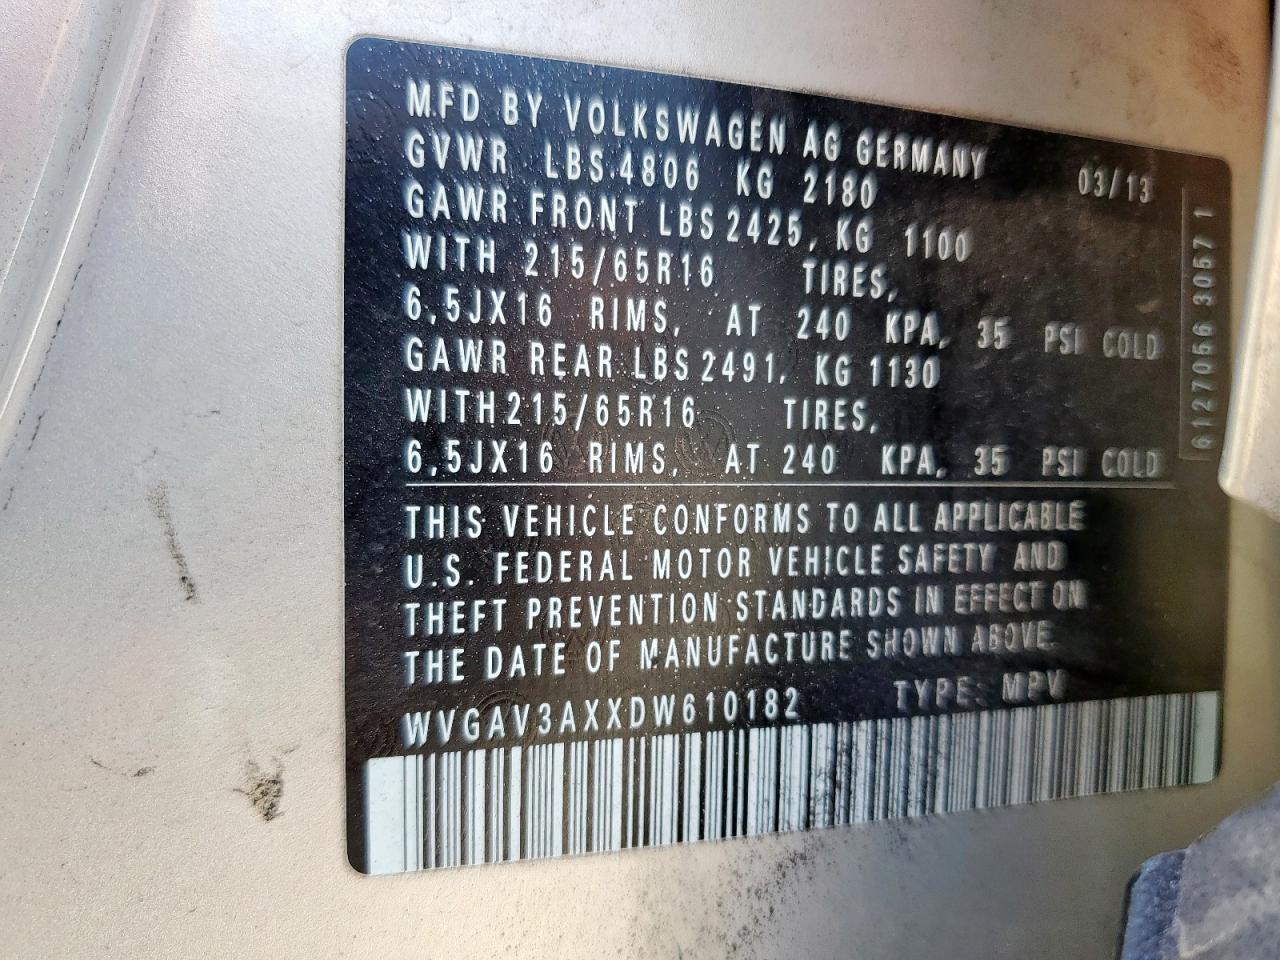 MFD BY VOLKSWAGEN AG GERMANY 03/13
GVWR LBS 4806 KG 2180
GAWR FRONT LBS 2425, KG 1100
WITH 215/65R16 TIRES,
6,5JX16 RIMS, AT 240 KPA, 35 PSI COLD
GAWR REAR LBS 2491, KG 1130
WITH 215/65R16 TIRES,
6,5JX16 RIMS, AT 240 KPA, 35 PSI COLD
THIS VEHICLE CONFORMS TO ALL APPLICABLE
U.S. FEDERAL MOTOR VEHICLE SAFETY AND
THEFT PREVENTION STANDARDS IN EFFECT ON
THE DATE OF MANUFACTURE SHOWN ABOVE.
WVGAV3AXXDW610182 TYPE: MPV
6127056 3057 1